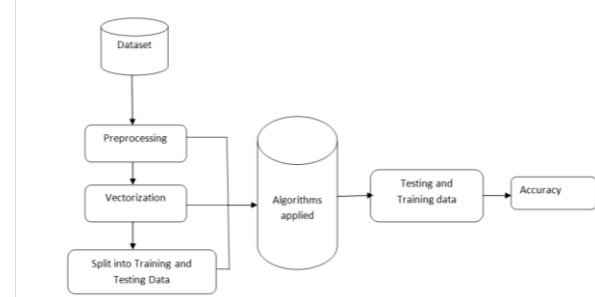 Dataset
Preprocessing
Vectorization
Split into Training and
Testing Data
Algorithms
applied
Testing and
Training data
Accuracy